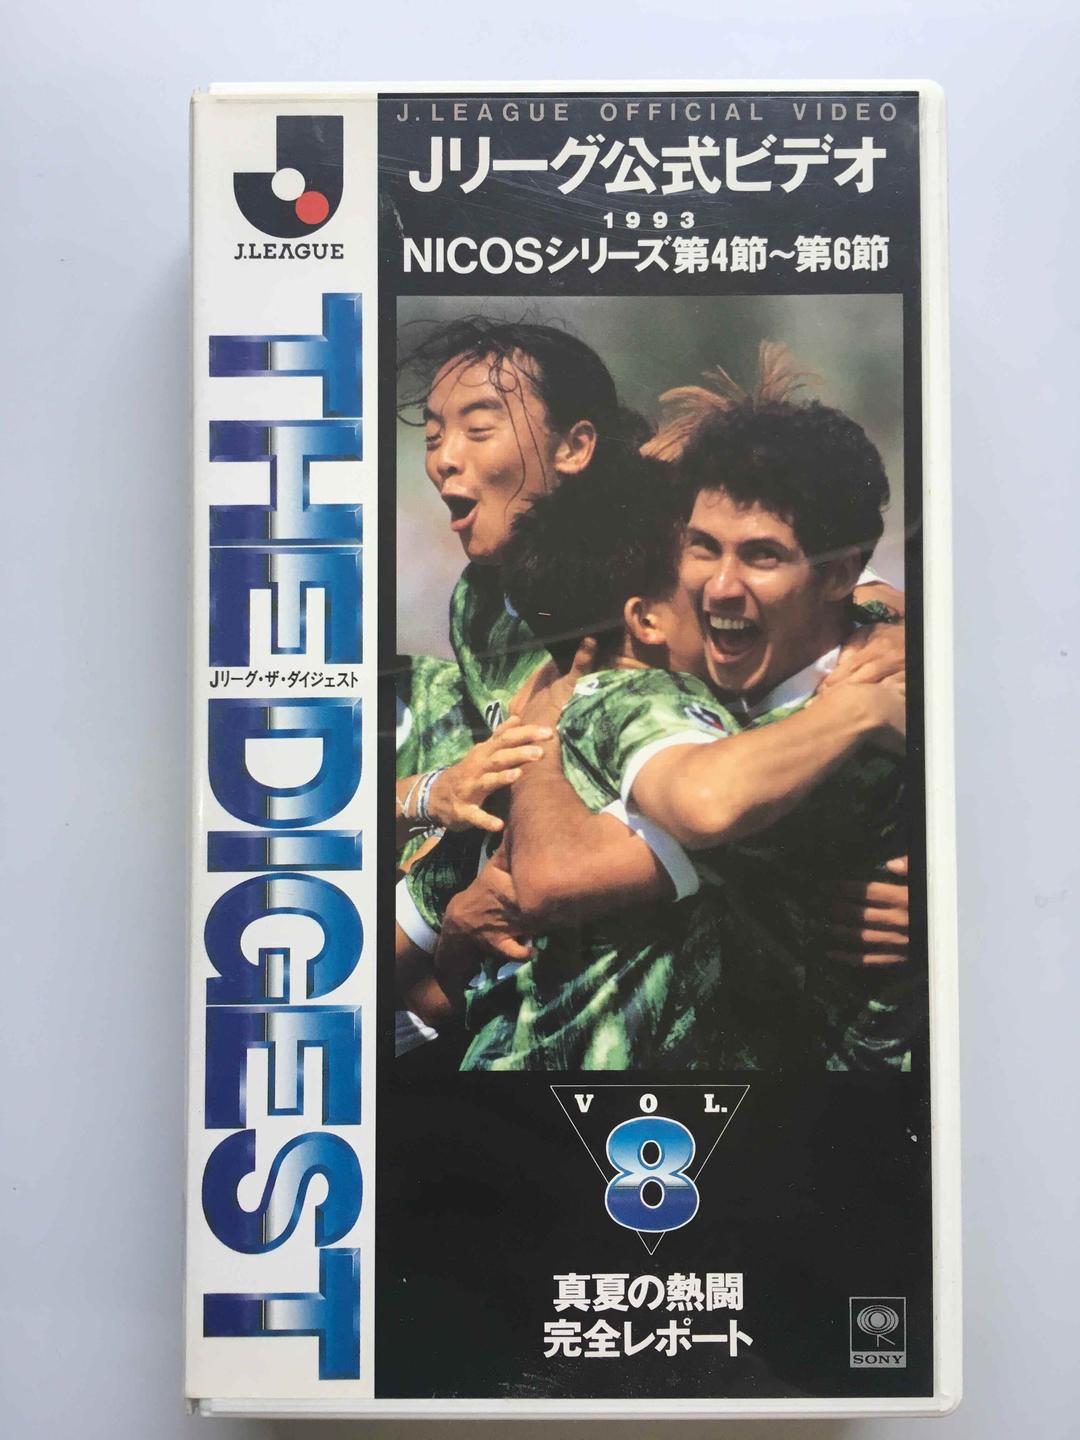 J.LEAGUE OFFICIAL VIDEO
Jリーグ公式ビデオ
1993
NICOSシリーズ第4節～第6節
J.LEAGUE
THE DIGEST
Jリーグ・ザ・ダイジェスト
VOL.
8
真夏の熱闘
完全レポート
SONY